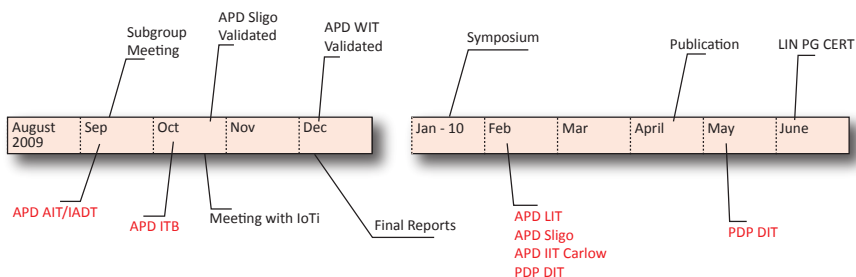 Subgroup
Meeting
APD Sligo
Validated
APD WIT
Validated
Symposium
Publication
LIN PG CERT
August
2009
Sep
Oct
Nov
Dec
Jan - 10
Feb
Mar
April
May
June
APD AIT/IADT
APD ITB
Meeting with IoTi
Final Reports
APD LIT
APD Sligo
APD IIT Carlow
PDP DIT
PDP DIT